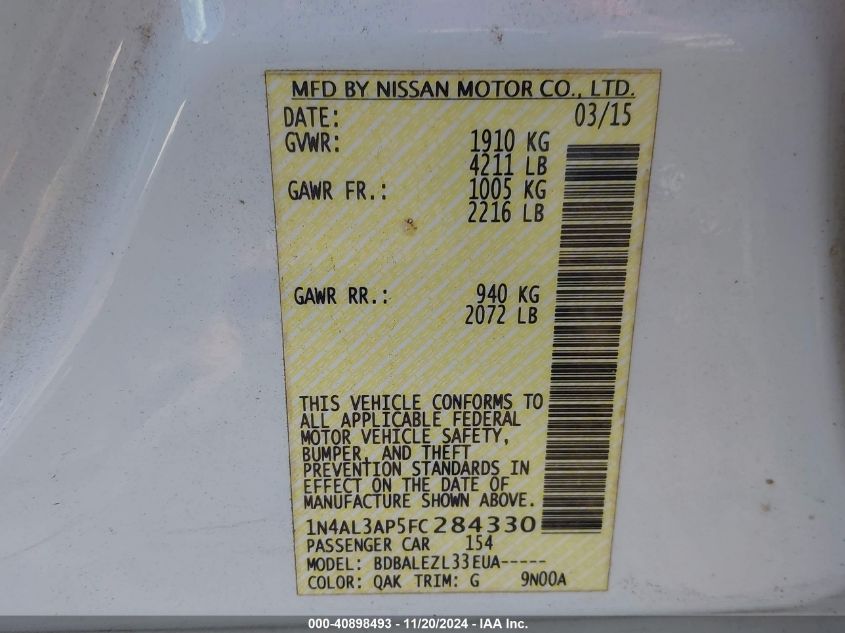 MFD BY NISSAN MOTOR CO., LTD.
DATE: 03/15
GVWR: 1910 KG
4211 LB
GAWR FR.: 1005 KG
2216 LB
GAWR RR.: 940 KG
2072 LB
THIS VEHICLE CONFORMS TO
ALL APPLICABLE FEDERAL
MOTOR VEHICLE SAFETY,
BUMPER, AND THEFT
PREVENTION STANDARDS IN
EFFECT ON THE DATE OF
MANUFACTURE SHOWN ABOVE.
1N4AL3AP5FC284330
PASSENGER CAR 154
MODEL: BDBALEZL33EUA-----
COLOR: QAK TRIM: G 9N00A
000-40898493 - 11/20/2024 - IAA Inc.